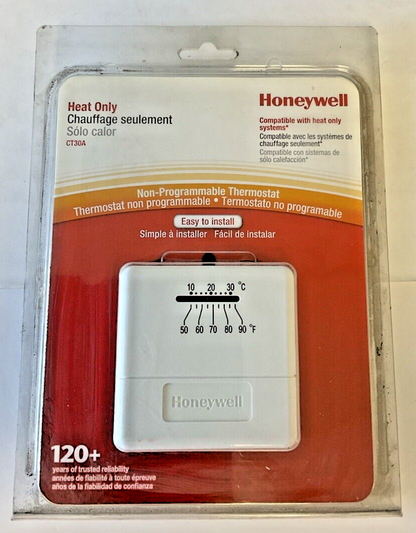 Heat Only
Chauffage seulement
Sólo calor
CT30A
Honeywell
Compatible with heat only
systems*
Compatible avec les systèmes de
chauffage seulement*
Compatible con sistemas de
sólo calefacción*
Non-Programmable Thermostat
Thermostat non programmable • Termostato no programable
Easy to install
Simple à installer Fácil de instalar
10 20 30 °C
50 60 70 80 90 °F
Honeywell
120+
years of trusted reliability
années de fiabilité à toute épreuve
años de la fiabilidad de confianza